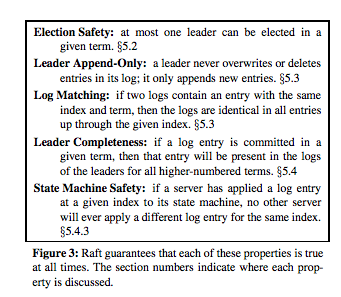 Election Safety: at most one leader can be elected in a
given term. §5.2
Leader Append-Only: a leader never overwrites or deletes
entries in its log; it only appends new entries. §5.3
Log Matching: if two logs contain an entry with the same
index and term, then the logs are identical in all entries
up through the given index. §5.3
Leader Completeness: if a log entry is committed in a
given term, then that entry will be present in the logs
of the leaders for all higher-numbered terms. §5.4
State Machine Safety: if a server has applied a log entry
at a given index to its state machine, no other server
will ever apply a different log entry for the same index.
§5.4.3
Figure 3: Raft guarantees that each of these properties is true
at all times. The section numbers indicate where each prop-
erty is discussed.